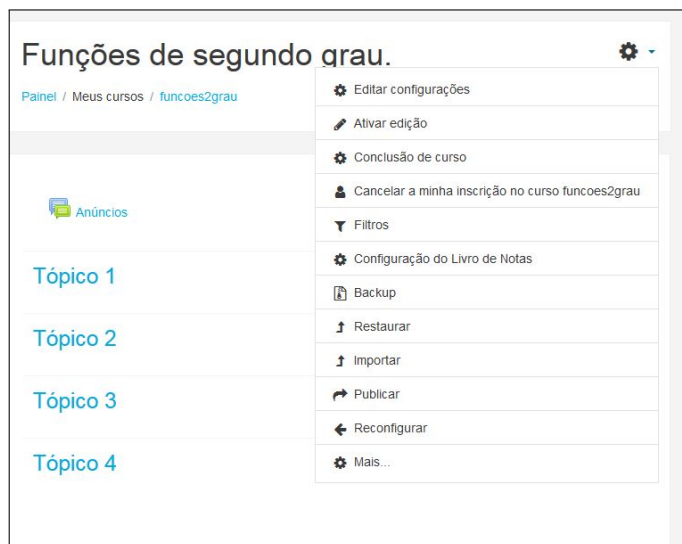 Funções de segundo grau.
Painel / Meus cursos / funcoes2grau
Editar configurações
Ativar edição
Conclusão de curso
Cancelar a minha inscrição no curso funcoes2grau
Filtros
Configuração do Livro de Notas
Backup
Restaurar
Importar
Publicar
Reconfigurar
Mais...
Anúncios
Tópico 1
Tópico 2
Tópico 3
Tópico 4